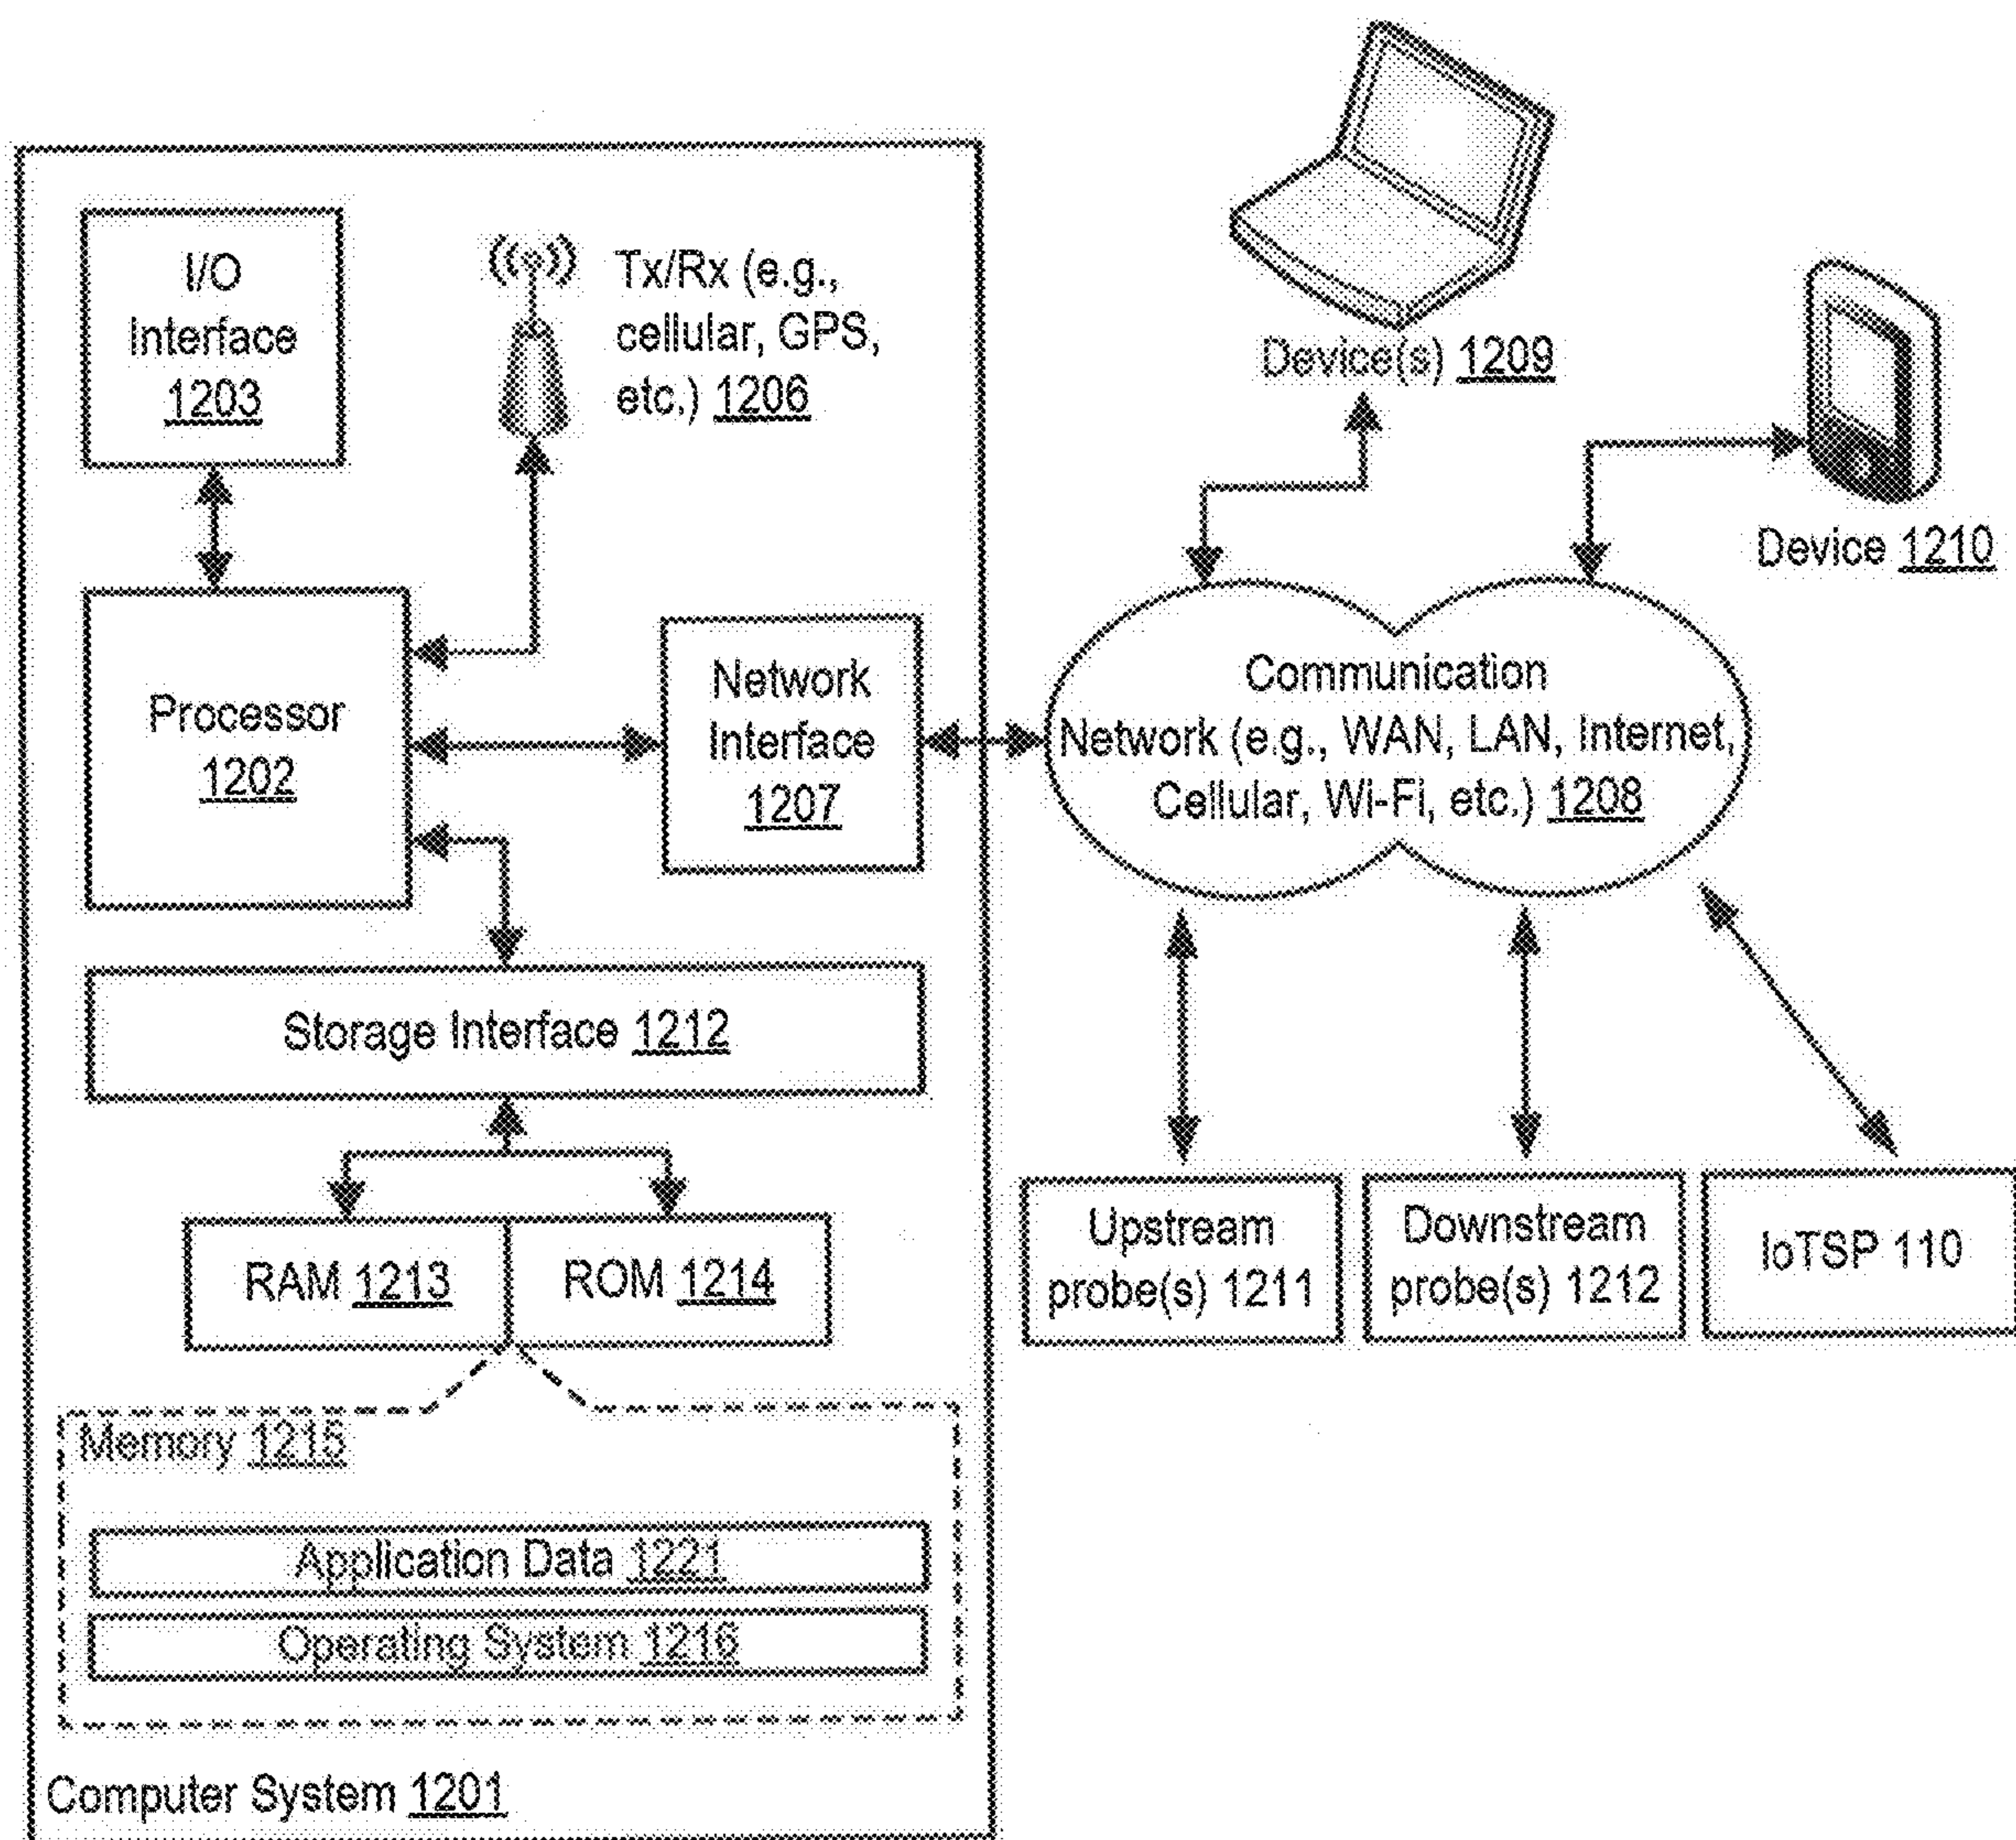 I/O
Interface
1203
Tx/Rx (e.g.,
cellular, GPS,
etc.) 1206
Device(s) 1209
Device 1210
Processor
1202
Network
Interface
1207
Communication
Network (e.g., WAN, LAN, Internet,
Cellular, Wi-Fi, etc.) 1208
Storage Interface 1212
RAM 1213
ROM 1214
Upstream
probe(s) 1211
Downstream
probe(s) 1212
IoTSP 110
Memory 1215
Application Data 1221
Operating System 1216
Computer System 1201